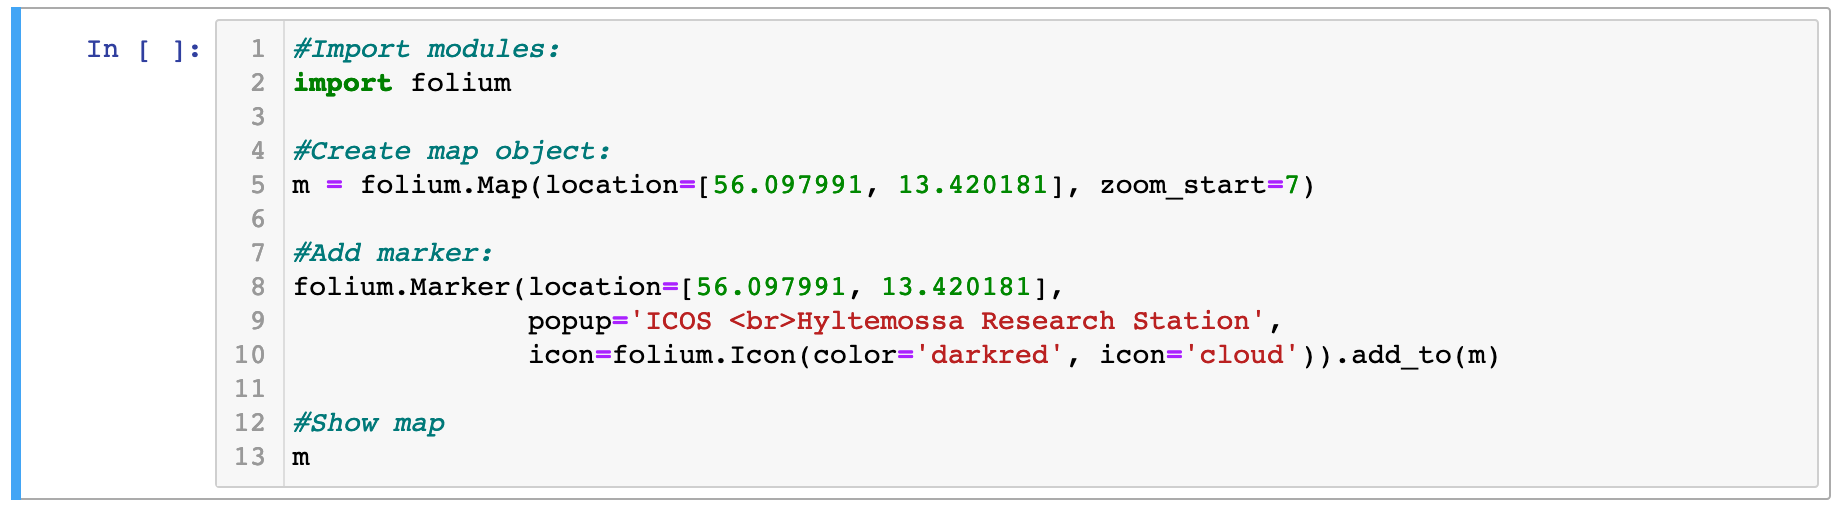 In [ ]:
1 #Import modules:
2 import folium
3
4 #Create map object:
5 m = folium.Map(location=[56.097991, 13.420181], zoom_start=7)
6
7 #Add marker:
8 folium.Marker(location=[56.097991, 13.420181],
9               popup='ICOS <br>Hyltemossa Research Station',
10               icon=folium.Icon(color='darkred', icon='cloud')).add_to(m)
11
12 #Show map
13 m